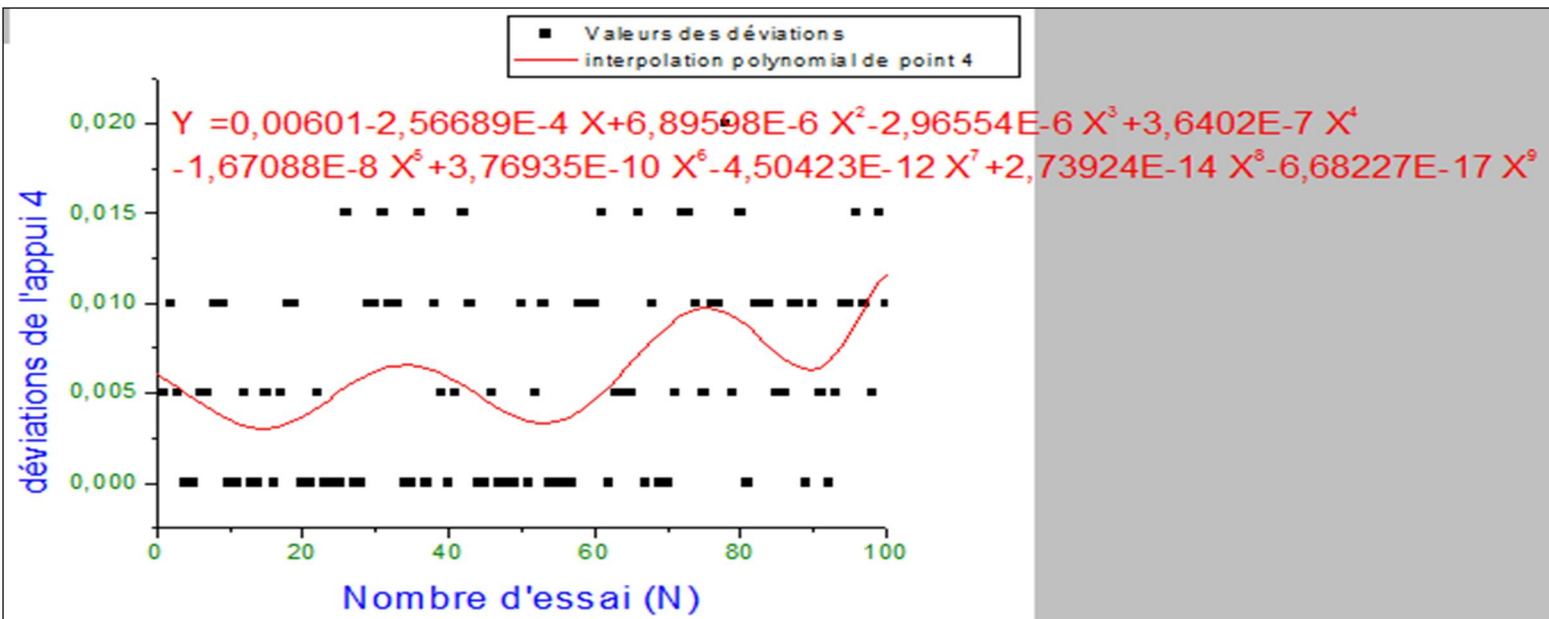 Valeurs des déviations
interpolation polynomial de point 4
Y =0,00601-2,56689E-4 X+6,89598E-6 X²-2,96554E-6 X³+3,6402E-7 X⁴
-1,67088E-8 X⁵+3,76935E-10 X⁶-4,50423E-12 X⁷+2,73924E-14 X⁸-6,68227E-17 X⁹
0,020
0,015
0,010
0,005
0,000
déviations de l'appui 4
0 20 40 60 80 100
Nombre d'essai (N)